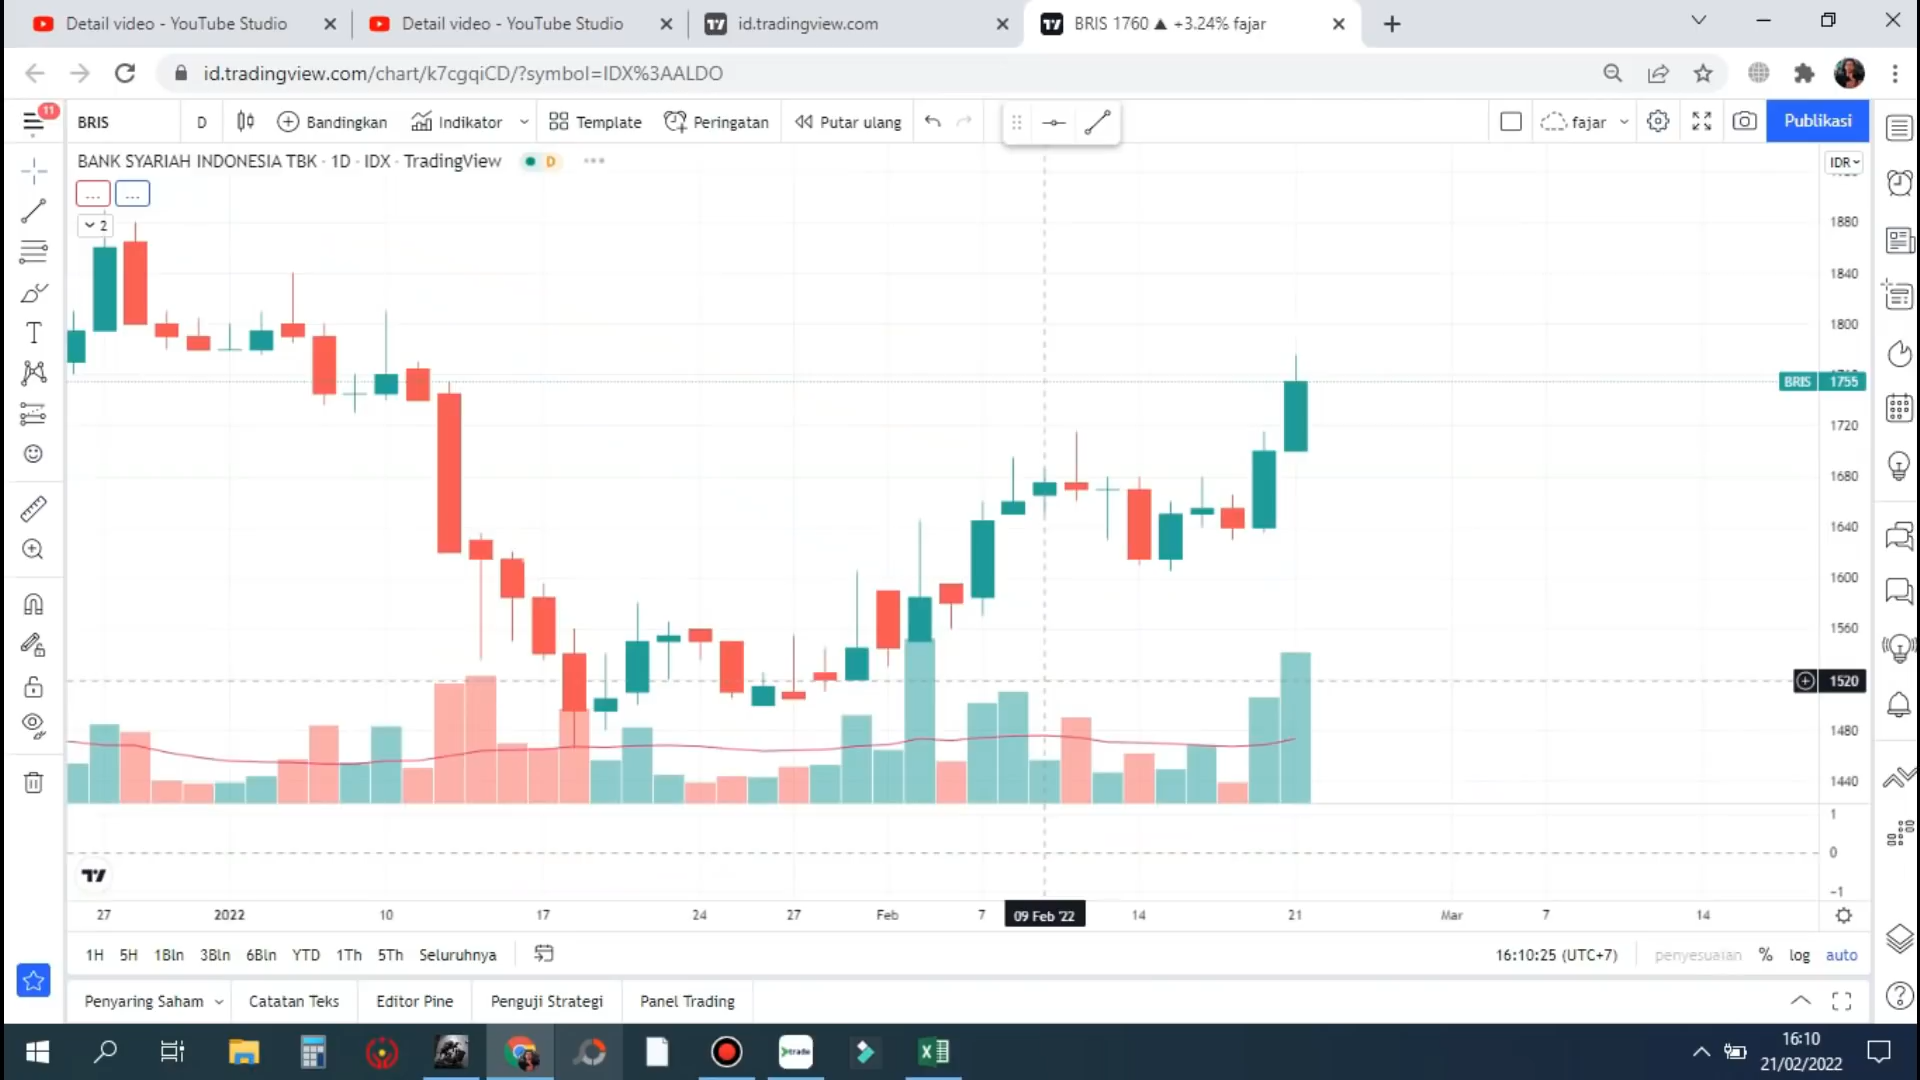 Detail video - YouTube Studio
Detail video - YouTube Studio
id.tradingview.com
BRIS 1760 ▲ +3.24% fajar
id.tradingview.com/chart/k7cgqiCD/?symbol=IDX%3AALDO
11
BRIS
D
Bandingkan
Indikator
Template
Peringatan
Putar ulang
fajar
Publikasi
BANK SYARIAH INDONESIA TBK · 1D · IDX · TradingView
D
IDR
2
1880
1840
1800
BRIS 1755
1720
1680
1640
1600
1560
1520
1480
1440
1
0
-1
27
2022
10
17
24
27
Feb
7
09 Feb '22
14
21
Mar
7
14
1H
5H
1Bln
3Bln
6Bln
YTD
1Th
5Th
Seluruhnya
16:10:25 (UTC+7)
penyesuaian
%
log
auto
Penyaring Saham
Catatan Teks
Editor Pine
Penguji Strategi
Panel Trading
trade
16:10
21/02/2022